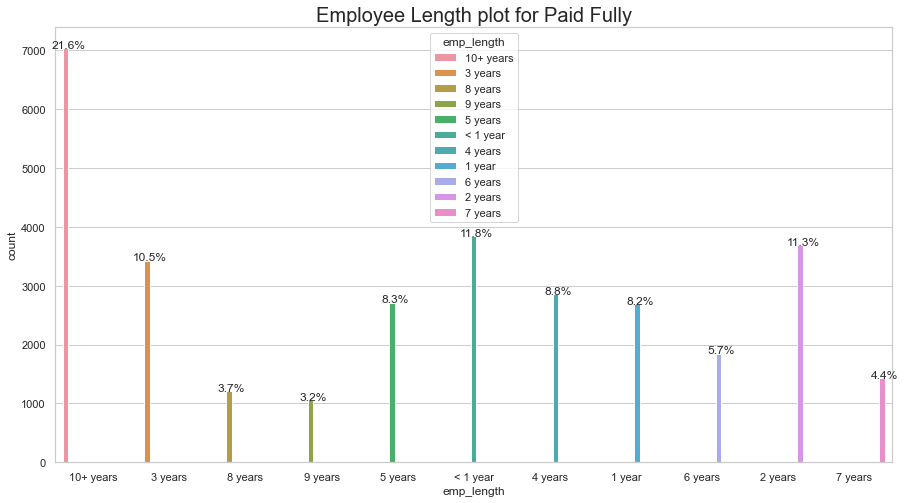 Employee Length plot for Paid Fully
7000
6000
5000
4000
3000
2000
1000
0
count
21.6%
10.5%
3.7%
3.2%
8.3%
11.8%
8.8%
8.2%
5.7%
11.3%
4.4%
emp_length
10+ years
3 years
8 years
9 years
5 years
< 1 year
4 years
1 year
6 years
2 years
7 years
10+ years 3 years 8 years 9 years 5 years < 1 year 4 years 1 year 6 years 2 years 7 years
emp_length